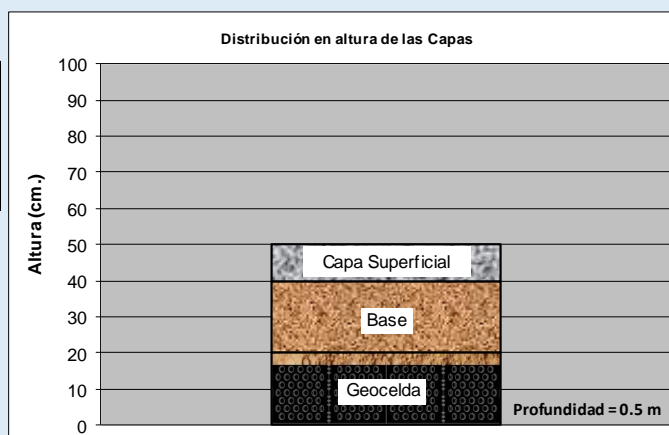 Distribución en altura de las Capas
Altura (cm.)
100
90
80
70
60
50
40
30
20
10
0
Capa Superficial
Base
Geocelda
Profundidad = 0.5 m